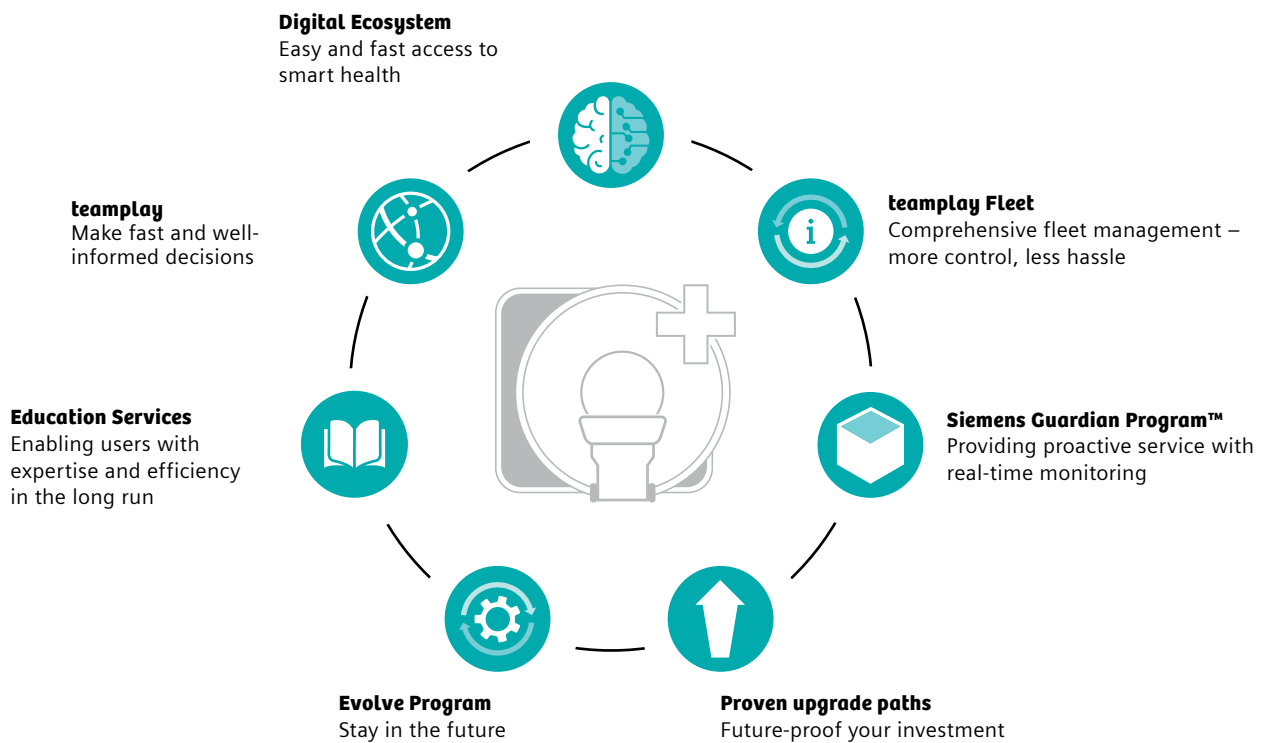 Digital Ecosystem
Easy and fast access to
smart health
teamplay
Make fast and well-
informed decisions
teamplay Fleet
Comprehensive fleet management –
more control, less hassle
i
Education Services
Enabling users with
expertise and efficiency
in the long run
Siemens Guardian Program™
Providing proactive service with
real-time monitoring
Evolve Program
Stay in the future
Proven upgrade paths
Future-proof your investment